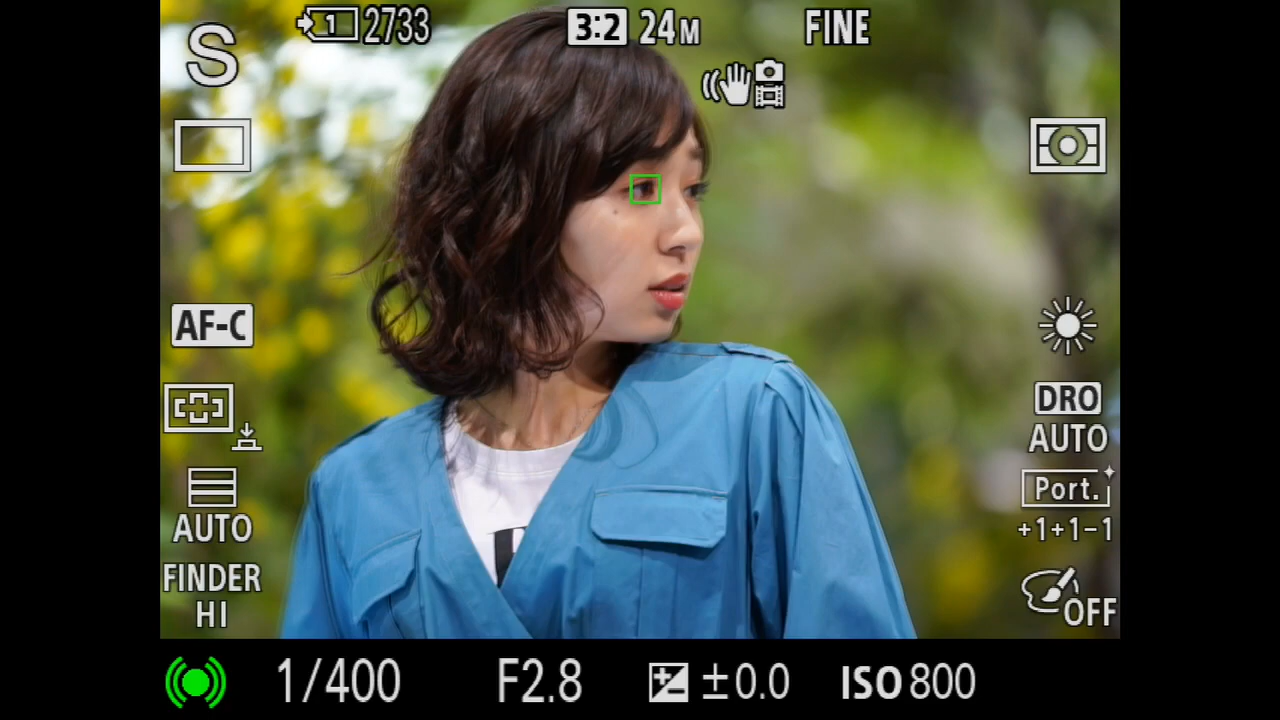 S
1 2733
3:2 24M
FINE
AF-C
AUTO
FINDER
HI
DRO
AUTO
Port.
+1+1-1
OFF
1/400
F2.8
±0.0
ISO 800